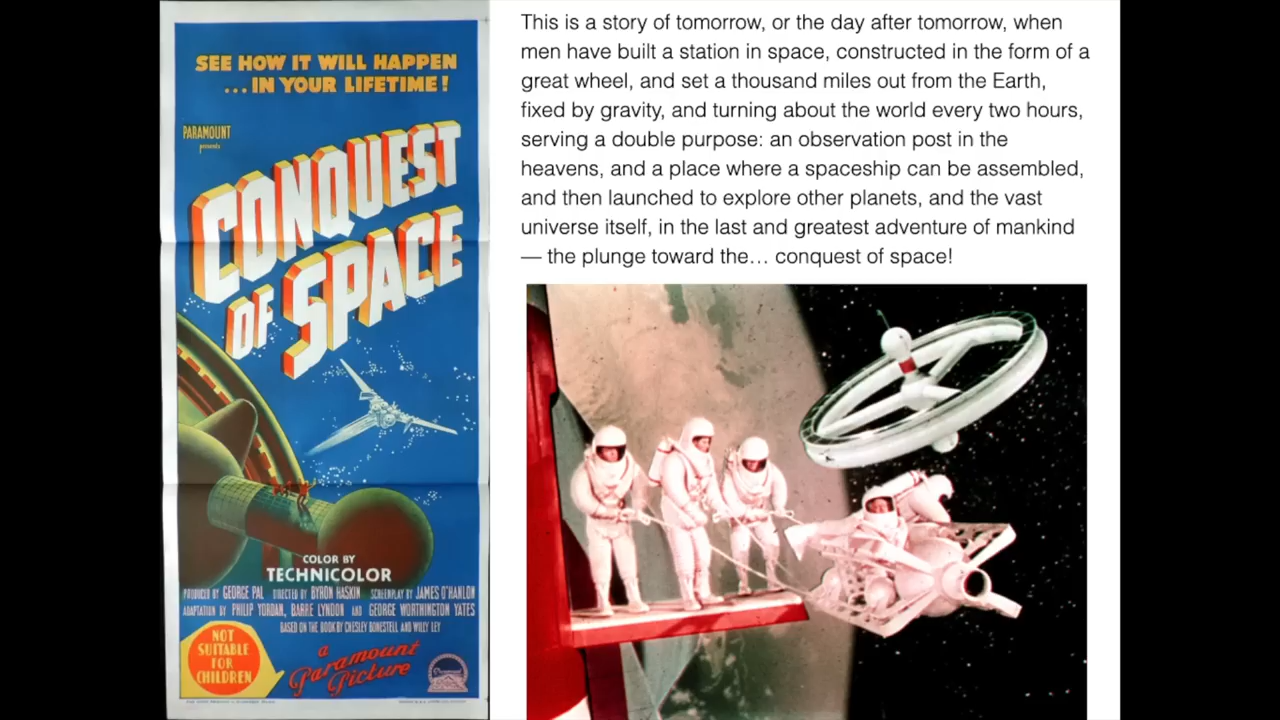 SEE HOW IT WILL HAPPEN
...IN YOUR LIFETIME!
PARAMOUNT
presents
CONQUEST
OF SPACE
COLOR BY
TECHNICOLOR
PRODUCED BY GEORGE PAL DIRECTED BY BYRON HASKIN SCREENPLAY BY JAMES O'HANLON
ADAPTATION BY PHILIP YORDAN, BARRE LYNDON AND GEORGE WORTHINGTON YATES
BASED ON THE BOOK BY CHESLEY BONESTELL AND WILLY LEY
NOT
SUITABLE
FOR
CHILDREN
a
Paramount
Picture
Paramount
This is a story of tomorrow, or the day after tomorrow, when
men have built a station in space, constructed in the form of a
great wheel, and set a thousand miles out from the Earth,
fixed by gravity, and turning about the world every two hours,
serving a double purpose: an observation post in the
heavens, and a place where a spaceship can be assembled,
and then launched to explore other planets, and the vast
universe itself, in the last and greatest adventure of mankind
— the plunge toward the… conquest of space!